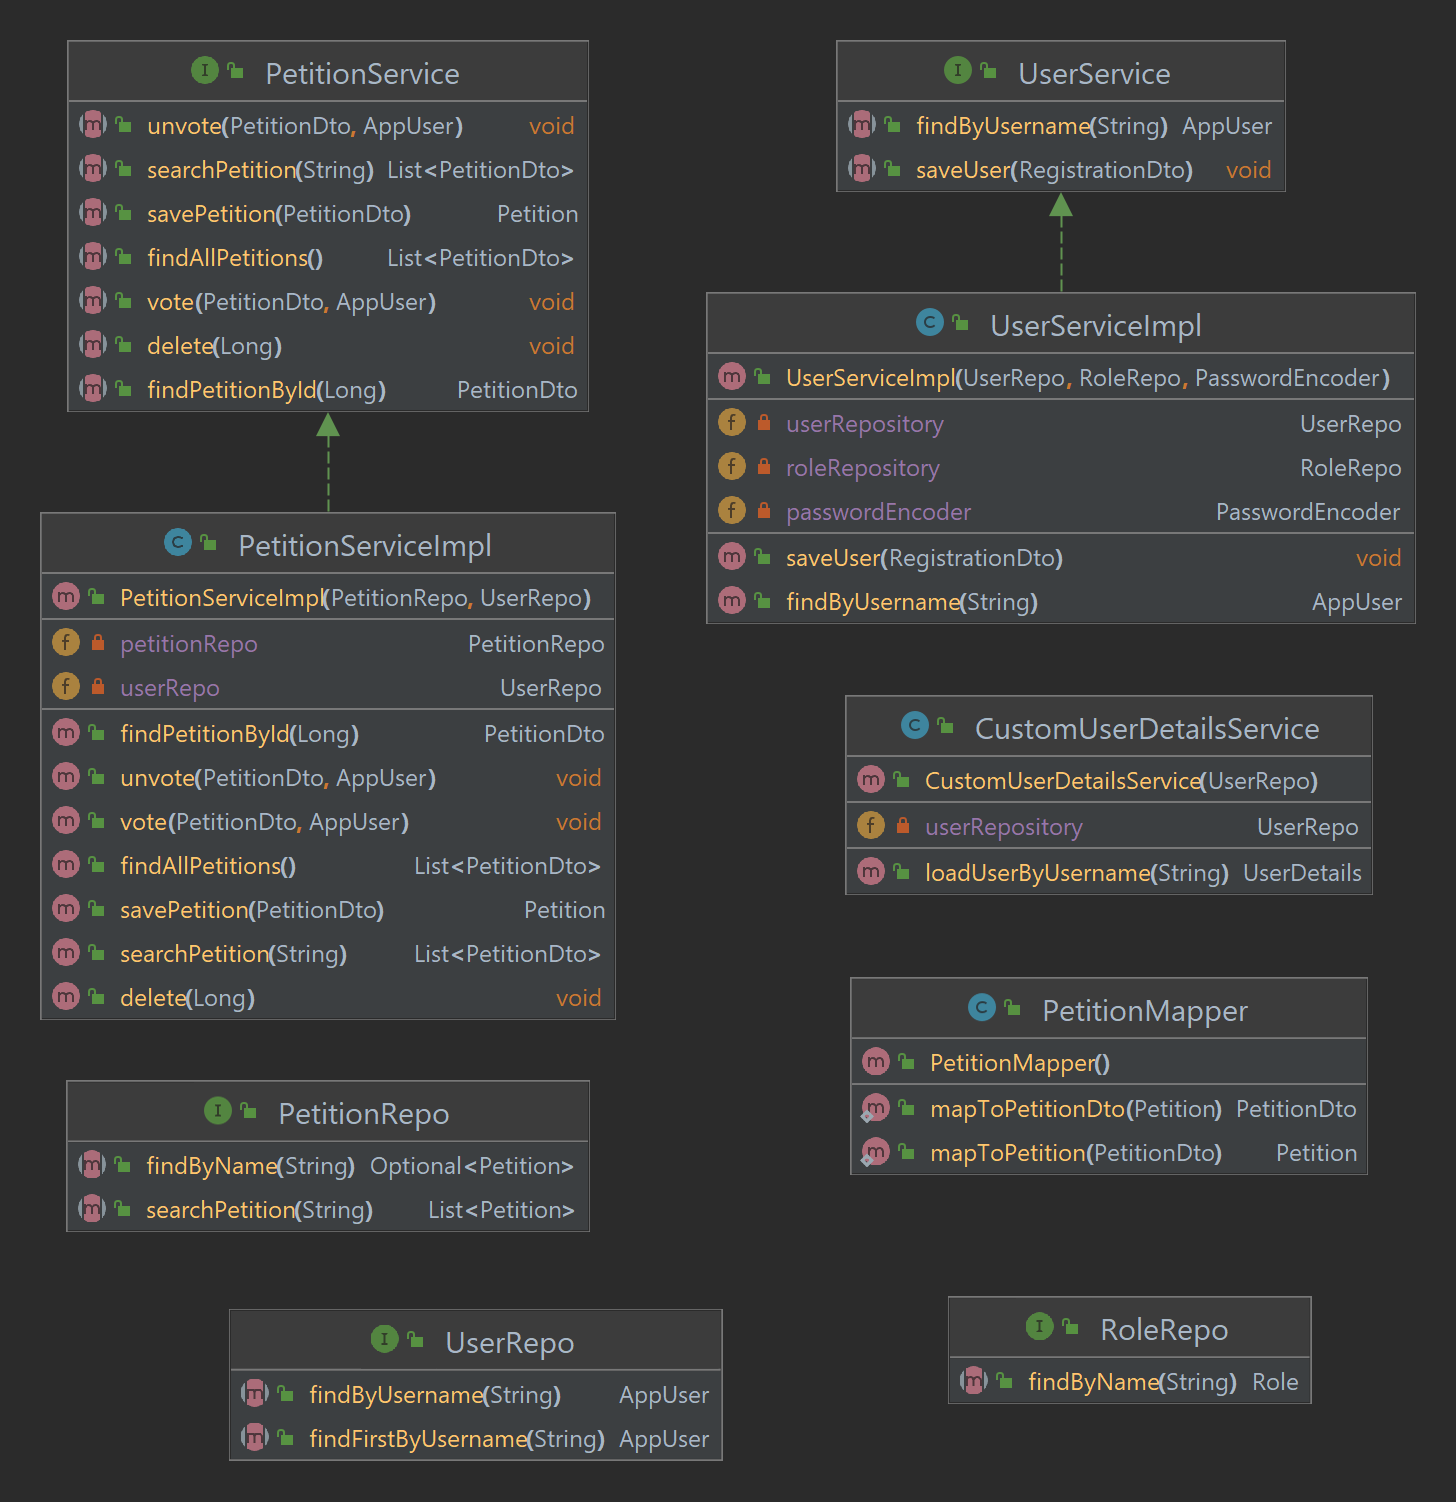 I PetitionService
m unvote(PetitionDto, AppUser) void
m searchPetition(String) List<PetitionDto>
m savePetition(PetitionDto) Petition
m findAllPetitions() List<PetitionDto>
m vote(PetitionDto, AppUser) void
m delete(Long) void
m findPetitionById(Long) PetitionDto
I UserService
m findByUsername(String) AppUser
m saveUser(RegistrationDto) void
C UserServiceImpl
m UserServiceImpl(UserRepo, RoleRepo, PasswordEncoder)
f userRepository UserRepo
f roleRepository RoleRepo
f passwordEncoder PasswordEncoder
m saveUser(RegistrationDto) void
m findByUsername(String) AppUser
C PetitionServiceImpl
m PetitionServiceImpl(PetitionRepo, UserRepo)
f petitionRepo PetitionRepo
f userRepo UserRepo
m findPetitionById(Long) PetitionDto
m unvote(PetitionDto, AppUser) void
m vote(PetitionDto, AppUser) void
m findAllPetitions() List<PetitionDto>
m savePetition(PetitionDto) Petition
m searchPetition(String) List<PetitionDto>
m delete(Long) void
C CustomUserDetailsService
m CustomUserDetailsService(UserRepo)
f userRepository UserRepo
m loadUserByUsername(String) UserDetails
C PetitionMapper
m PetitionMapper()
m mapToPetitionDto(Petition) PetitionDto
m mapToPetition(PetitionDto) Petition
I PetitionRepo
m findByName(String) Optional<Petition>
m searchPetition(String) List<Petition>
I UserRepo
m findByUsername(String) AppUser
m findFirstByUsername(String) AppUser
I RoleRepo
m findByName(String) Role